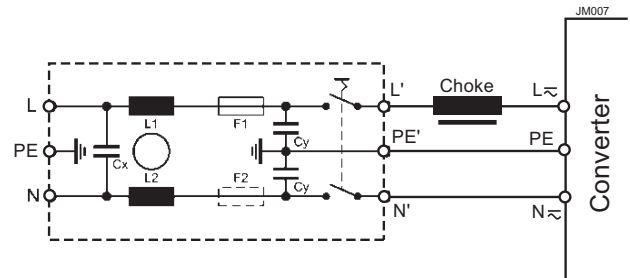 JM007
L
L1
F1
L'
Choke
L≂
PE
Cx
Cy
PE'
PE
N
L2
F2
Cy
N'
N≂
Converter